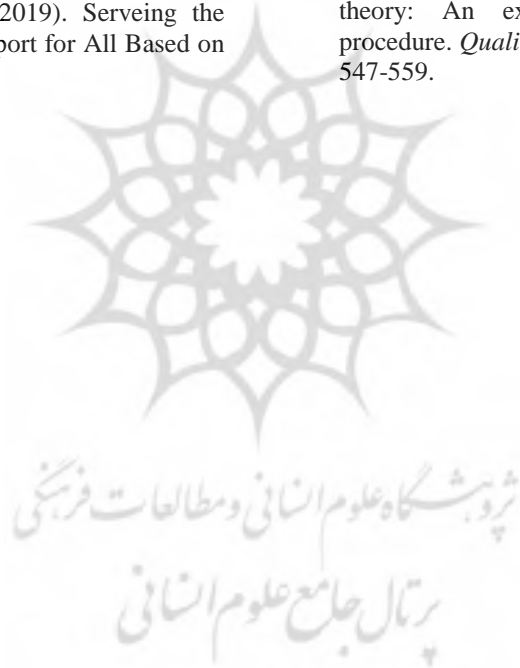 2019). Serveing the
port for All Based on
theory: An ex
procedure. Quali
547-559.
پژوهشگاه علوم انسانی و مطالعات فرهنگی
پرتال جامع علوم انسانی